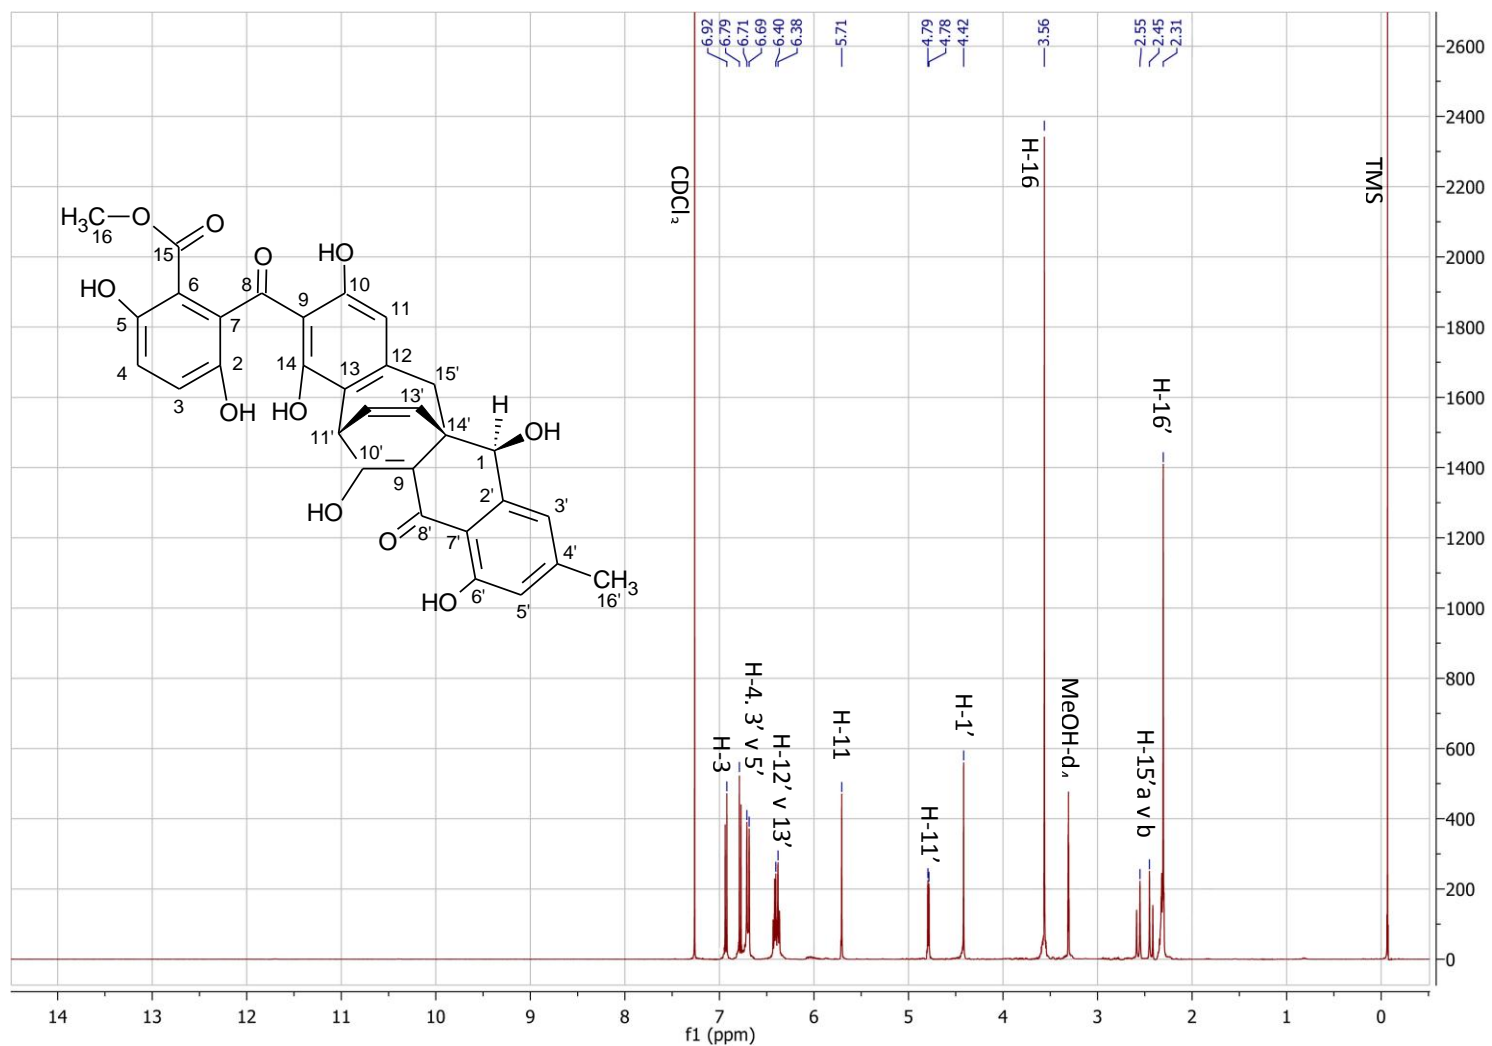 6.92
6.79
6.71
6.69
6.40
6.38
5.71
4.79
4.78
4.42
3.56
2.55
2.45
2.31
2600
2400
2200
2000
1800
1600
1400
1200
1000
800
600
400
200
0
CDCl₃
H-16
TMS
H-16'
H-3
H-4. 3' v 5'
H-12' v 13'
H-11
H-11'
H-1'
MeOH-d₄
H-15'a v b
H₃C
16
O
O
15
HO
5
6
7
4
3
2
OH
O
8
9
HO
10
11
12
13
14
HO
15'
13'
14'
11'
10'
H
OH
1
9
HO
O
8'
7'
2'
3'
4'
CH₃
16'
5'
6'
HO
14 13 12 11 10 9 8 7 6 5 4 3 2 1 0
f1 (ppm)